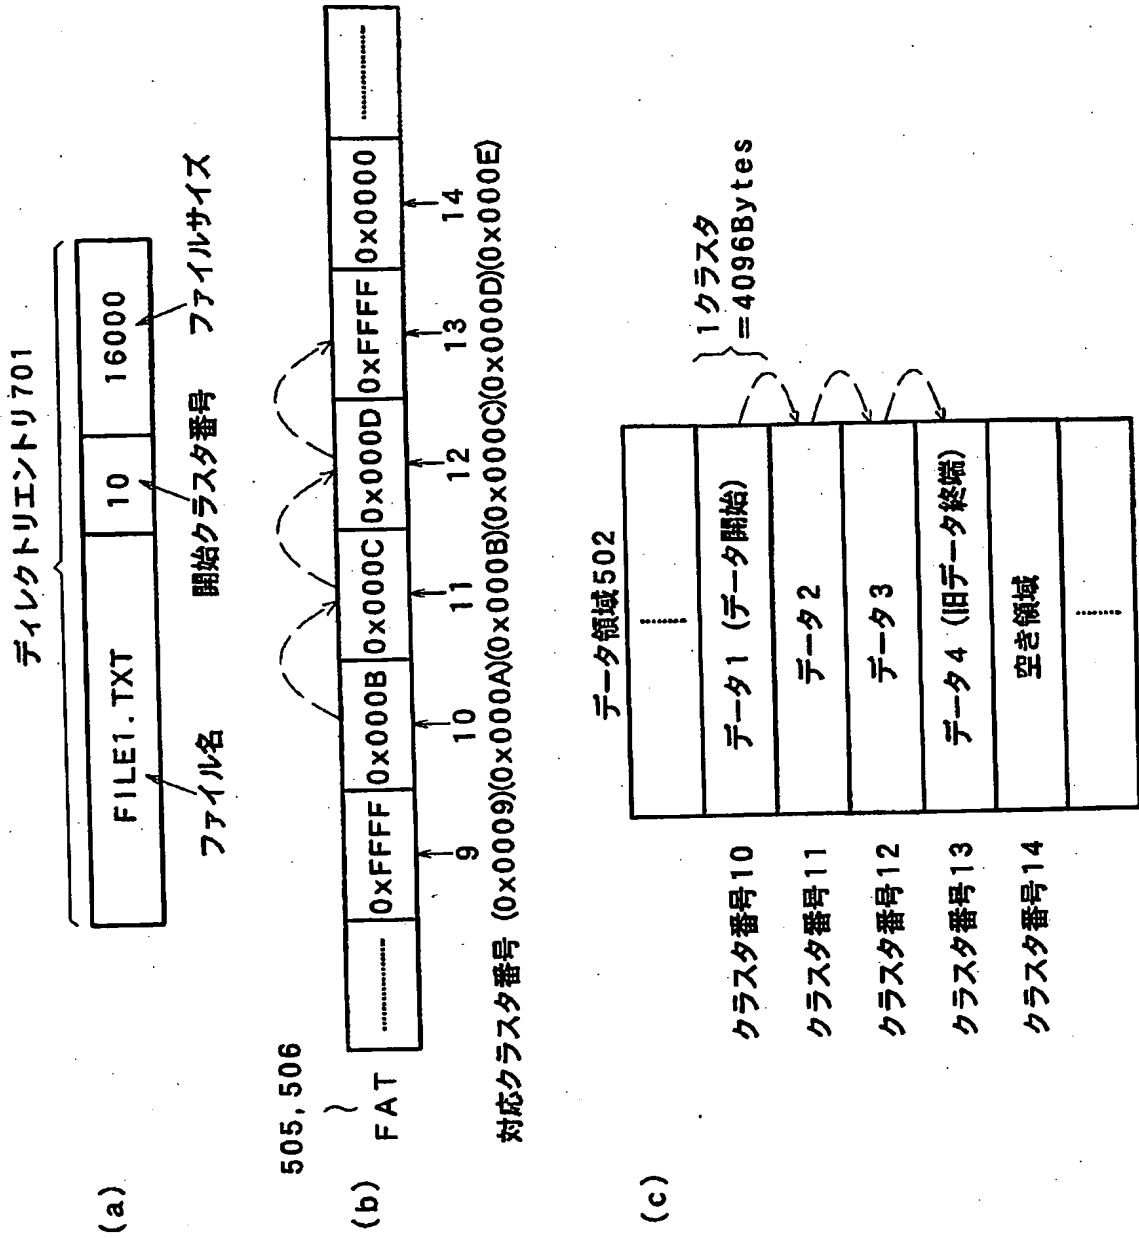 (a)
ディレクトリエントリ701
FILE1.TXT 10 16000
ファイル名 開始クラスタ番号 ファイルサイズ
(b)
505,506
FAT
0xFFFF 0x000B 0x000C 0x000D 0xFFFF 0x0000
9 10 11 12 13 14
対応クラスタ番号 (0x0009)(0x000A)(0x000B)(0x000C)(0x000D)(0x000E)
(c)
データ領域502
1クラスタ
=4096Bytes
クラスタ番号10 データ1 (データ開始)
クラスタ番号11 データ2
クラスタ番号12 データ3
クラスタ番号13 データ4 (旧データ終端)
クラスタ番号14 空き領域